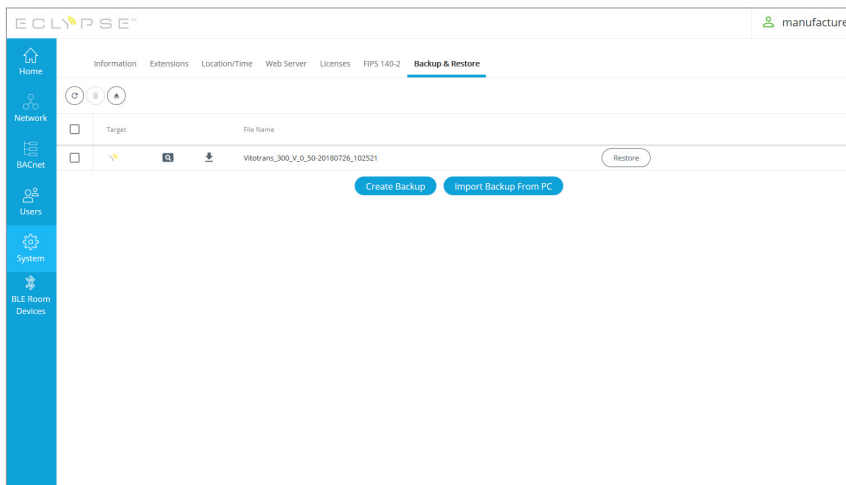 ECLYPSE™
manufacture
Home
Information Extensions Location/Time Web Server Licenses FIPS 140-2 Backup & Restore
Network
Target File Name
BACnet
Vitotrans_300_V_0_50-20180726_102521 Restore
Create Backup Import Backup From PC
Users
System
BLE Room
Devices